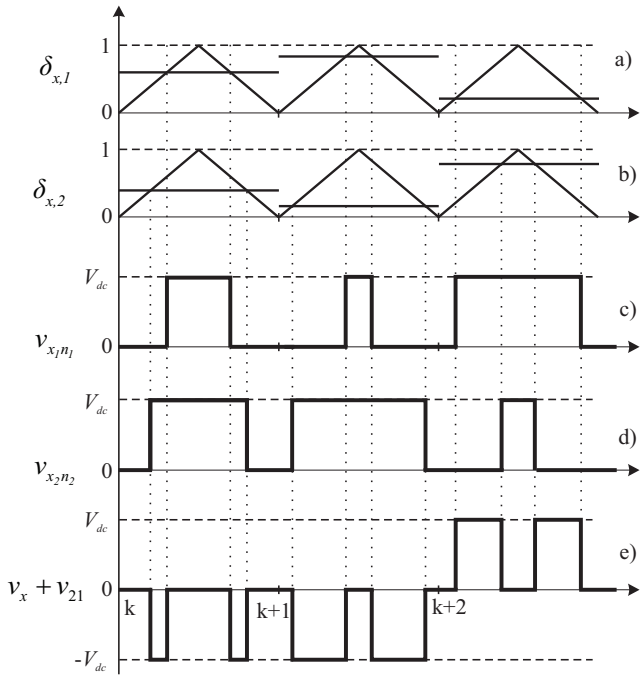 1
δx,1
0
a)
1
δx,2
0
b)
Vdc
vx1n1
0
c)
Vdc
vx2n2
0
d)
Vdc
vx + v21
0
e)
k
k+1
k+2
-Vdc